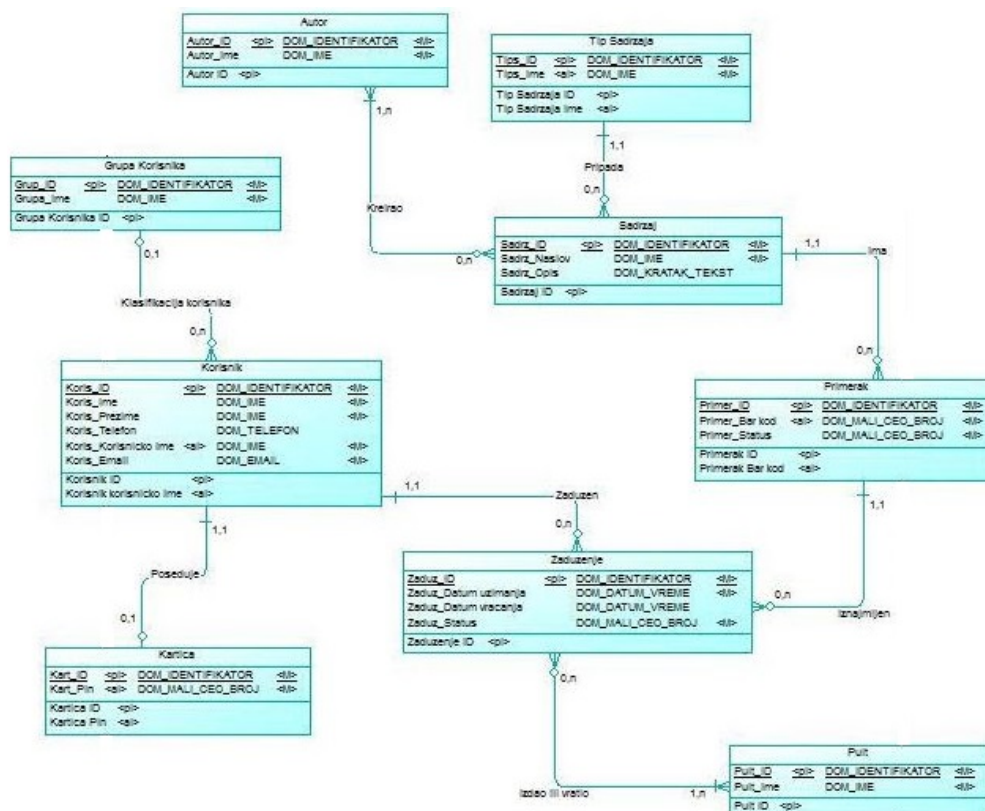 Autor
Autor_ID <pi> DOM_IDENTIFIKATOR <M>
Autor_Ime DOM_IME <M>
Autor ID <pi>
Tip Sadrzaja
Tips_ID <pi> DOM_IDENTIFIKATOR <M>
Tips_Ime <ai> DOM_IME <M>
Tip Sadrzaja ID <pi>
Tip Sadrzaja Ime <ai>
1,n
1,1
Pripada
0,n
Kreirao
0,n
Grupa Korisnika
Grup_ID <pi> DOM_IDENTIFIKATOR <M>
Grupa_Ime DOM_IME <M>
Grupa Korisnika ID <pi>
0,1
Klasifikacija korisnika
0,n
Sadrzaj
Sadrz_ID <pi> DOM_IDENTIFIKATOR <M>
Sadrz_Naslov DOM_IME <M>
Sadrz_Opis DOM_KRATAK_TEKST
Sadrzaj ID <pi>
1,1
Ima
0,n
Korisnik
Koris_ID <pi> DOM_IDENTIFIKATOR <M>
Koris_Ime DOM_IME <M>
Koris_Prezime DOM_IME <M>
Koris_Telefon DOM_TELEFON
Koris_Korisnicko Ime <ai> DOM_IME <M>
Koris_Email DOM_EMAIL <M>
Korisnik ID <pi>
Korisnik korisnicko ime <ai>
Primerak
Primer_ID <pi> DOM_IDENTIFIKATOR <M>
Primer_Bar kod <ai> DOM_MALI_CEO_BROJ <M>
Primer_Status DOM_MALI_CEO_BROJ <M>
Primerak ID <pi>
Primerak Bar kod <ai>
1,1
Zaduzen
0,n
1,1
Poseduje
0,1
1,1
0,n
Iznajmljen
Zaduzenje
Zaduz_ID <pi> DOM_IDENTIFIKATOR <M>
Zaduz_Datum uzimanja DOM_DATUM_VREME <M>
Zaduz_Datum vracanja DOM_DATUM_VREME
Zaduz_Status DOM_MALI_CEO_BROJ <M>
Zaduzenje ID <pi>
Kartica
Kart_ID <pi> DOM_IDENTIFIKATOR <M>
Kart_Pin <ai> DOM_MALI_CEO_BROJ <M>
Kartica ID <pi>
Kartica Pin <ai>
0,n
Izdao ili vratio
1,n
Pult
Pult_ID <pi> DOM_IDENTIFIKATOR <M>
Pult_Ime DOM_IME <M>
Pult ID <pi>